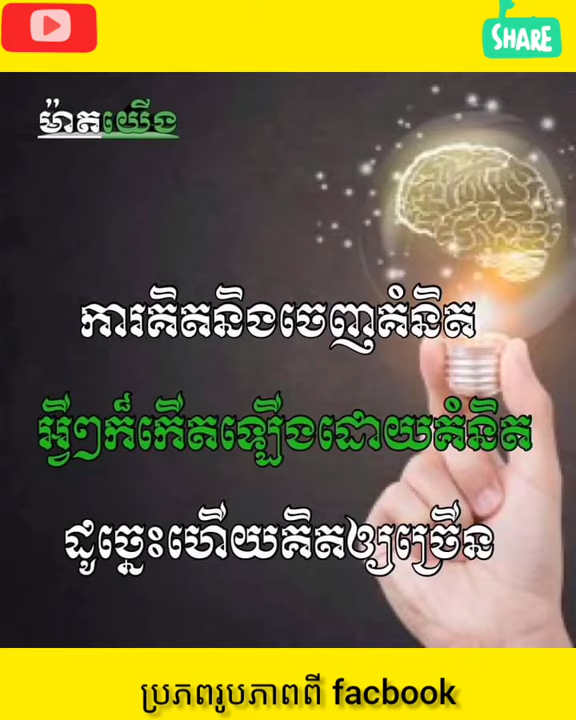 SHARE
ម៉ាតយើង
ការគិតនិងចេញគំនិត
អ្វីៗក៏កើតឡើងដោយគំនិត
ដូច្នេះហើយគិតឲ្យច្រើន
ប្រភពរូបភាពពី facbook